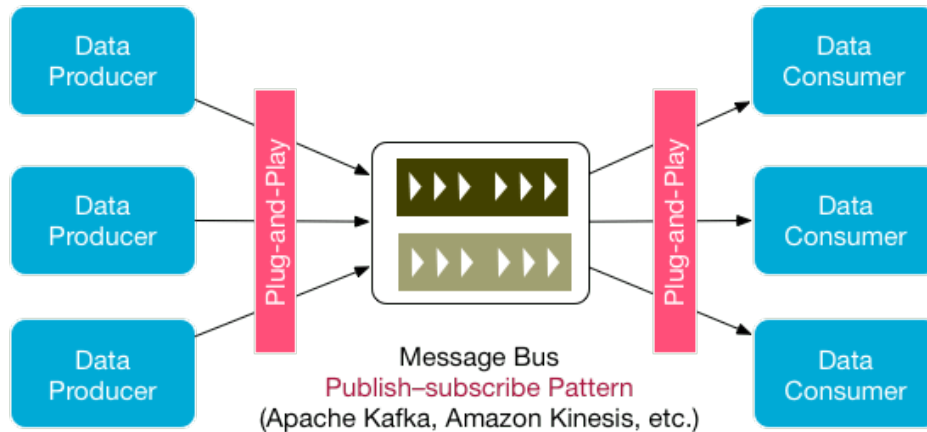 Data
Producer
Data
Producer
Data
Producer
Plug-and-Play
Message Bus
Publish–subscribe Pattern
(Apache Kafka, Amazon Kinesis, etc.)
Plug-and-Play
Data
Consumer
Data
Consumer
Data
Consumer